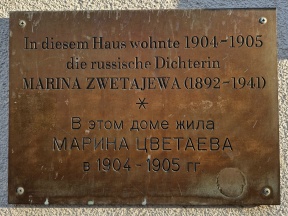 In diesem Haus wohnte 1904-1905
die russische Dichterin
MARINA ZWETAJEWA (1892-1941)
*
В этом доме жила
МАРИНА ЦВЕТАЕВА
в 1904-1905 гг